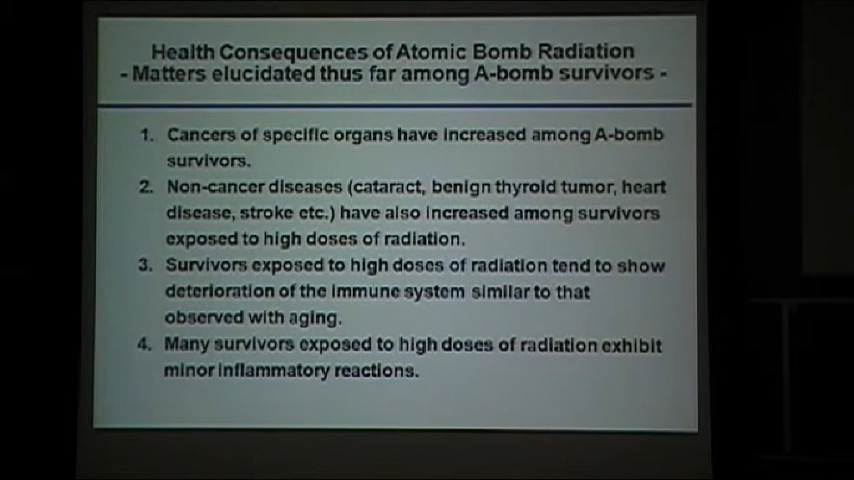 Health Consequences of Atomic Bomb Radiation
- Matters elucidated thus far among A-bomb survivors -
1. Cancers of specific organs have increased among A-bomb
survivors.
2. Non-cancer diseases (cataract, benign thyroid tumor, heart
disease, stroke etc.) have also increased among survivors
exposed to high doses of radiation.
3. Survivors exposed to high doses of radiation tend to show
deterioration of the immune system similar to that
observed with aging.
4. Many survivors exposed to high doses of radiation exhibit
minor inflammatory reactions.